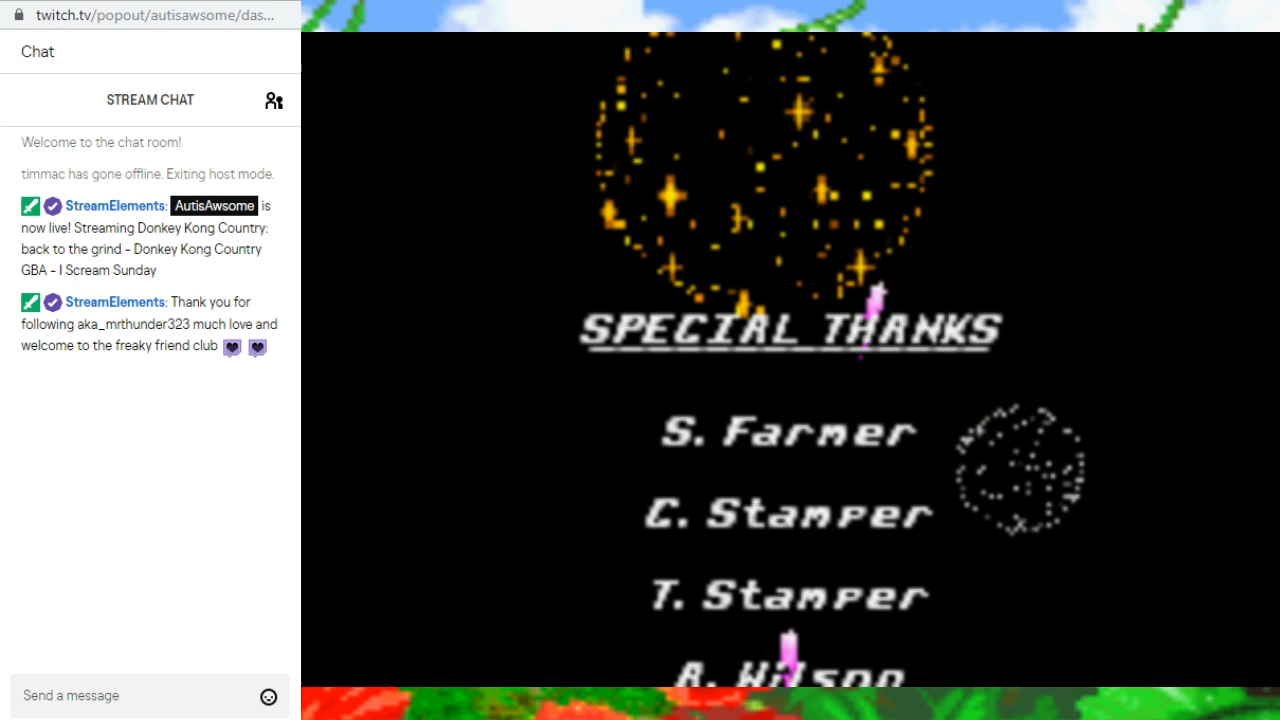 twitch.tv/popout/autisawsome/das...
Chat
STREAM CHAT
Welcome to the chat room!
timmac has gone offline. Exiting host mode.
StreamElements: AutisAwsome is
now live! Streaming Donkey Kong Country:
back to the grind - Donkey Kong Country
GBA - I Scream Sunday
StreamElements: Thank you for
following aka_mrthunder323 much love and
welcome to the freaky friend club
Send a message
SPECIAL THANKS
S. Farmer
C. Stamper
T. Stamper
A. Wilson